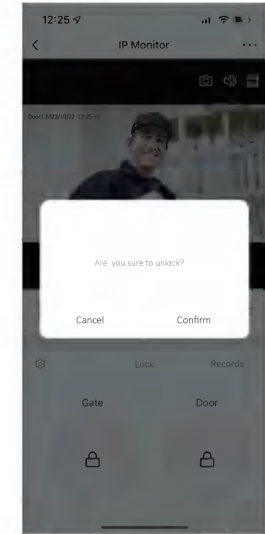 12:25
IP Monitor
Door1 2022/10/22 12:25
Are you sure to unlock?
Cancel
Confirm
Lock
Records
Gate
Door